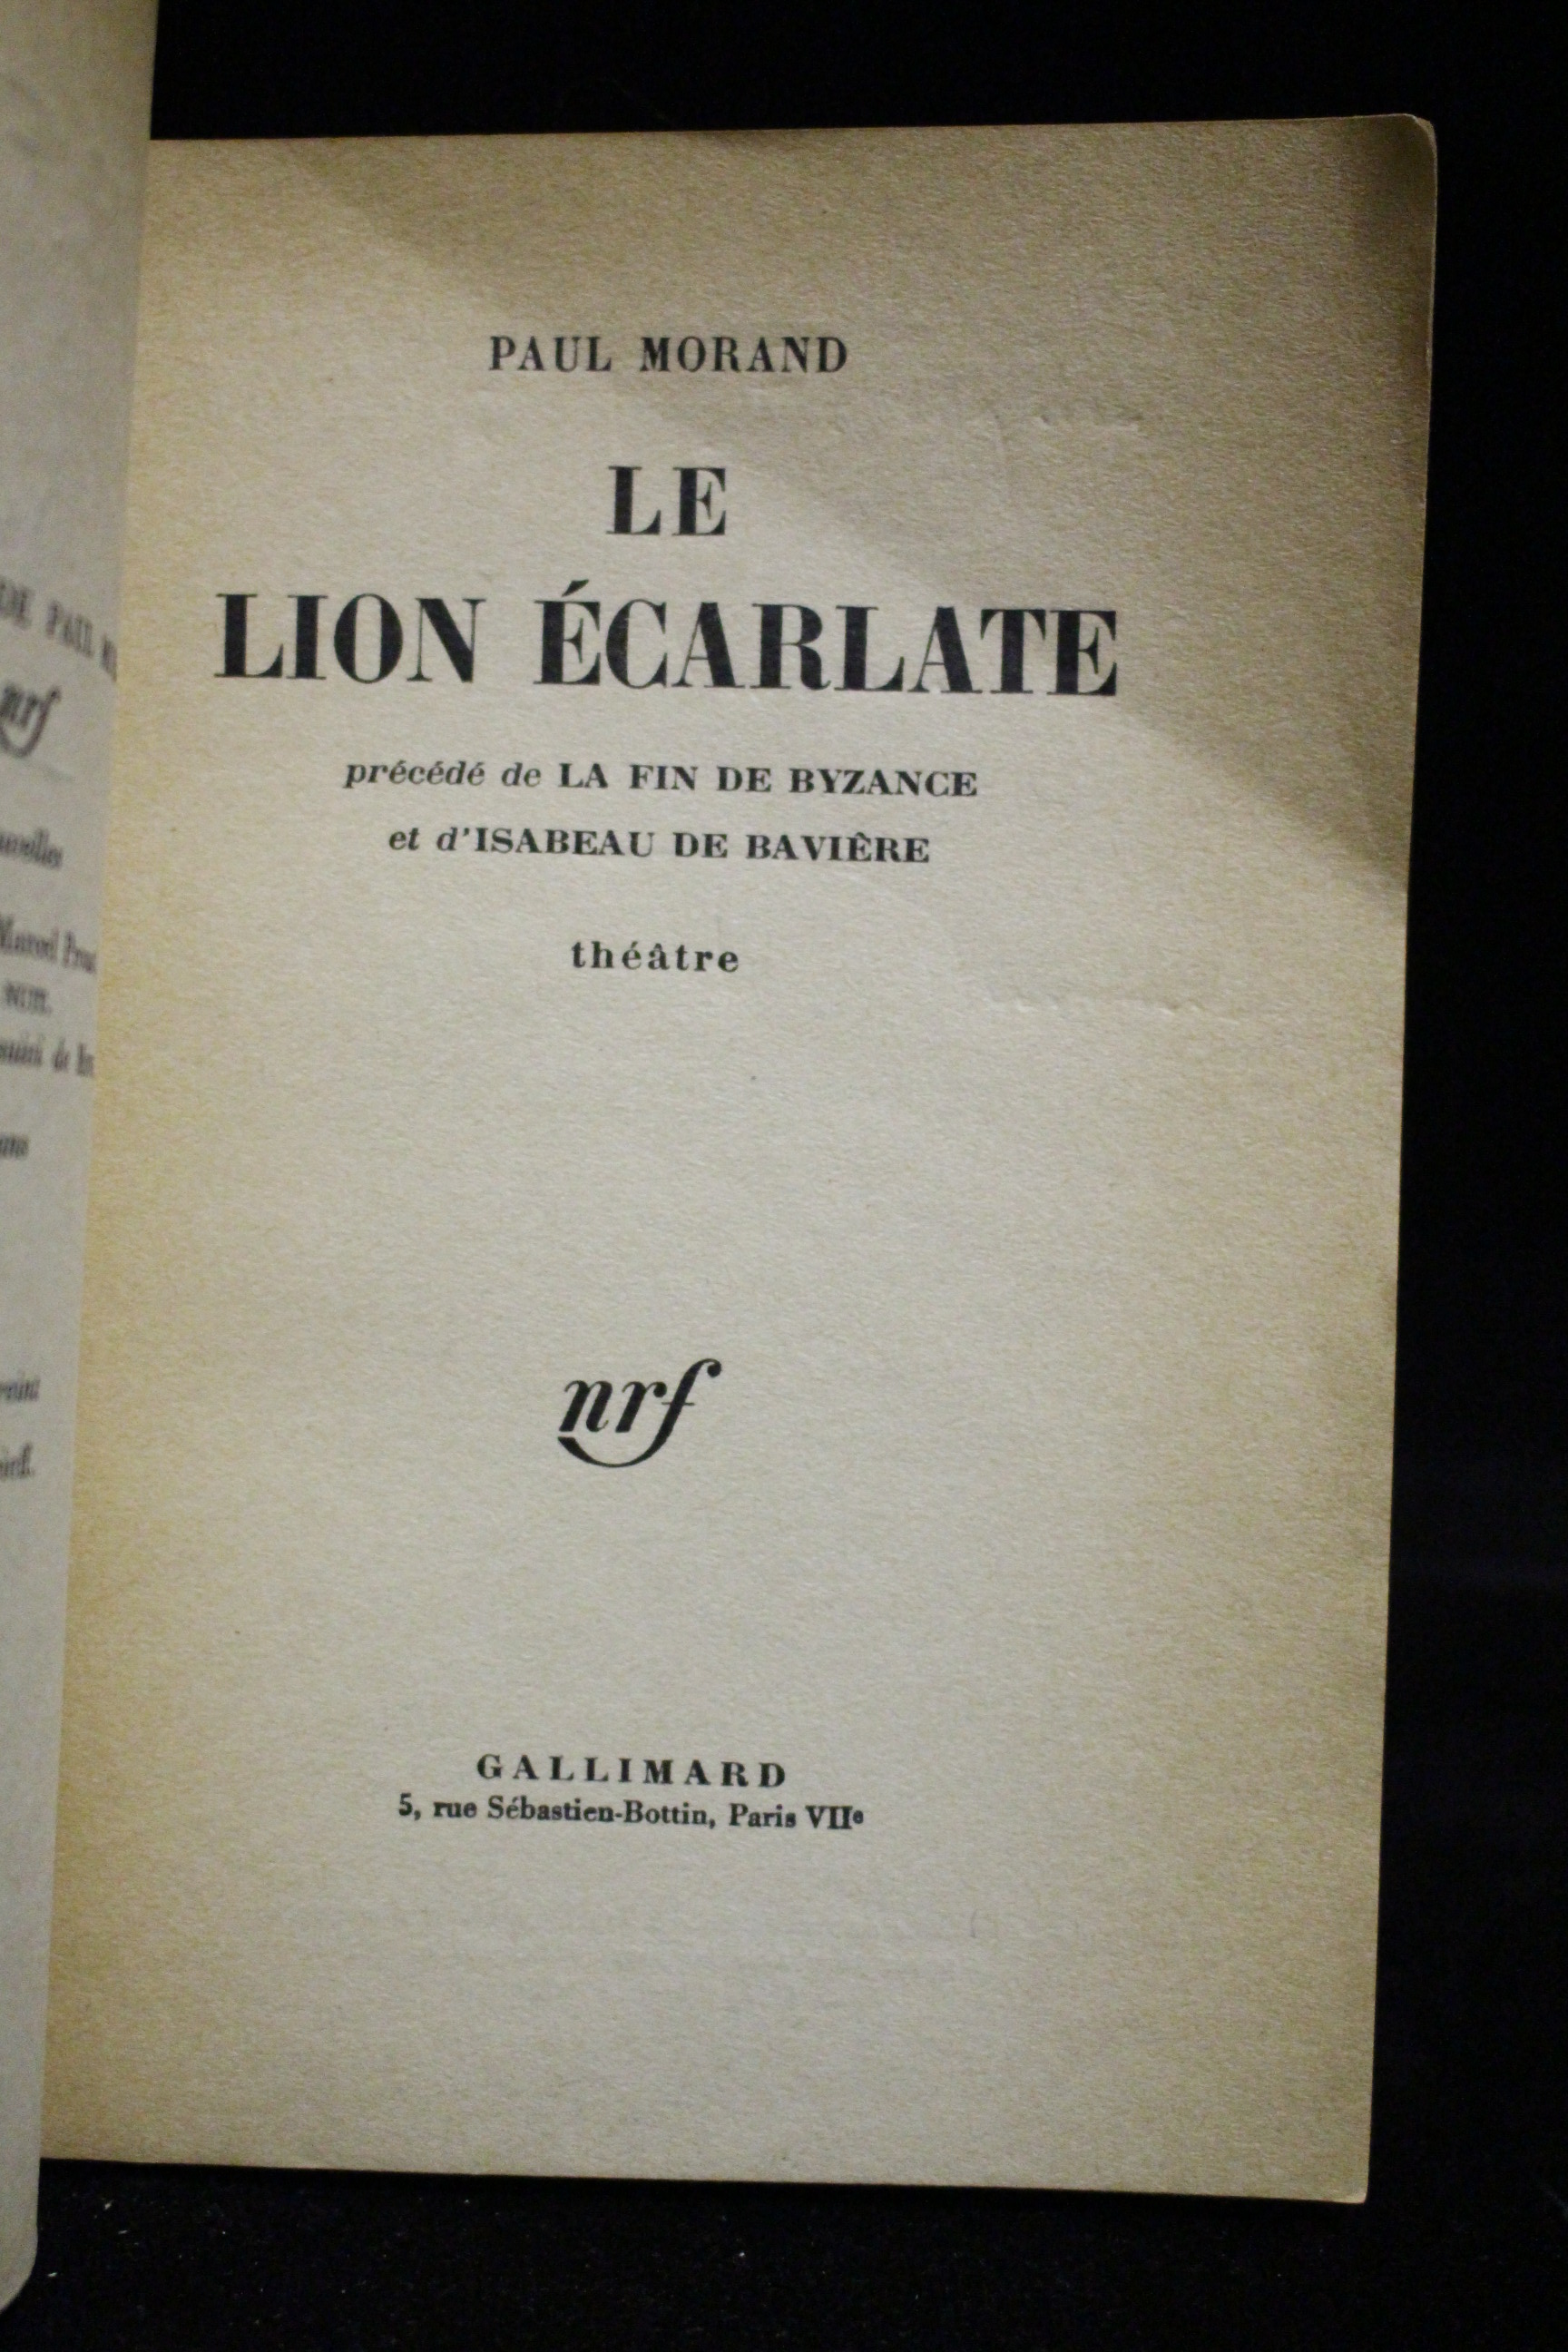 PAUL MORAND
LE
LION ÉCARLATE
précédé de LA FIN DE BYZANCE
et d'ISABEAU DE BAVIÈRE
théâtre
nrf
GALLIMARD
5, rue Sébastien-Bottin, Paris VIIe
nrf